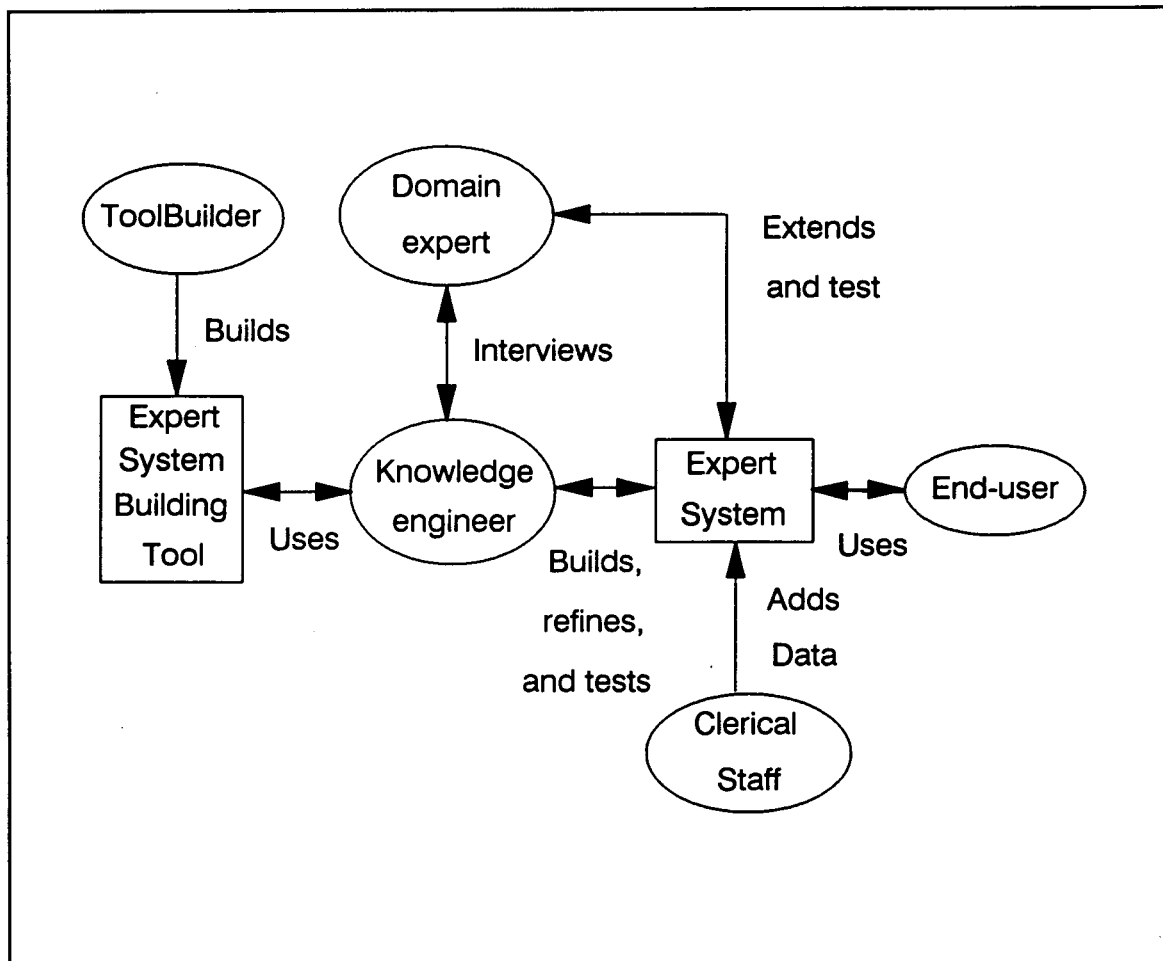 ToolBuilder
Domain
expert
Extends
and test
Builds
Interviews
Expert
System
Building
Tool
Uses
Knowledge
engineer
Builds,
refines,
and tests
Expert
System
Uses
End-user
Adds
Data
Clerical
Staff